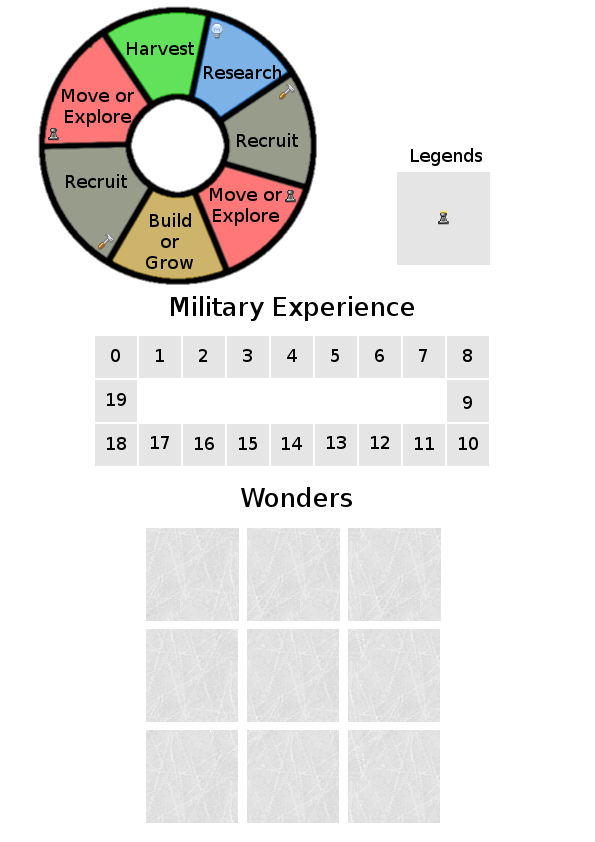 Harvest
Research
Move or
Explore
Recruit
Recruit
Move or
Explore
Build
or
Grow
Legends
Military Experience
0 1 2 3 4 5 6 7 8
19 9
18 17 16 15 14 13 12 11 10
Wonders